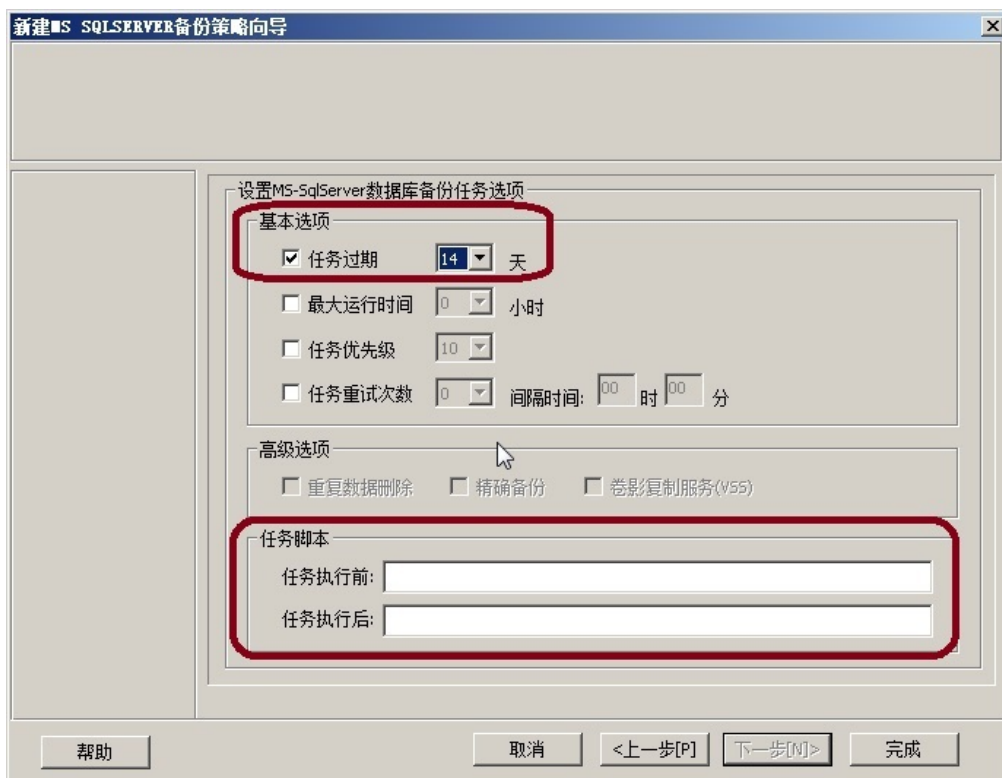 新建MS SQLSERVER备份策略向导
设置MS-SqlServer数据库备份任务选项
基本选项
任务过期 14 天
最大运行时间 0 小时
任务优先级 10
任务重试次数 0 间隔时间: 00 时 00 分
高级选项
重复数据删除 精确备份 卷影复制服务(VSS)
任务脚本
任务执行前:
任务执行后:
帮助 取消 <上一步[P] 下一步[N]> 完成